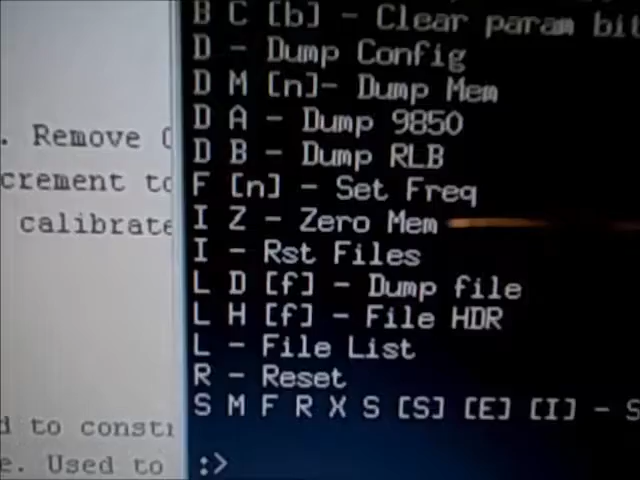 B C [b] - Clear param bit
D - Dump Config
D M [n]- Dump Mem
D A - Dump 9850
D B - Dump RLB
F [n] - Set Freq
I Z - Zero Mem
I - Rst Files
L D [f] - Dump file
L H [f] - File HDR
L - File List
R - Reset
S M F R X S [S] [E] [I] - S
:>
. Remove
crement to
calibrate
d to const
e. Used to